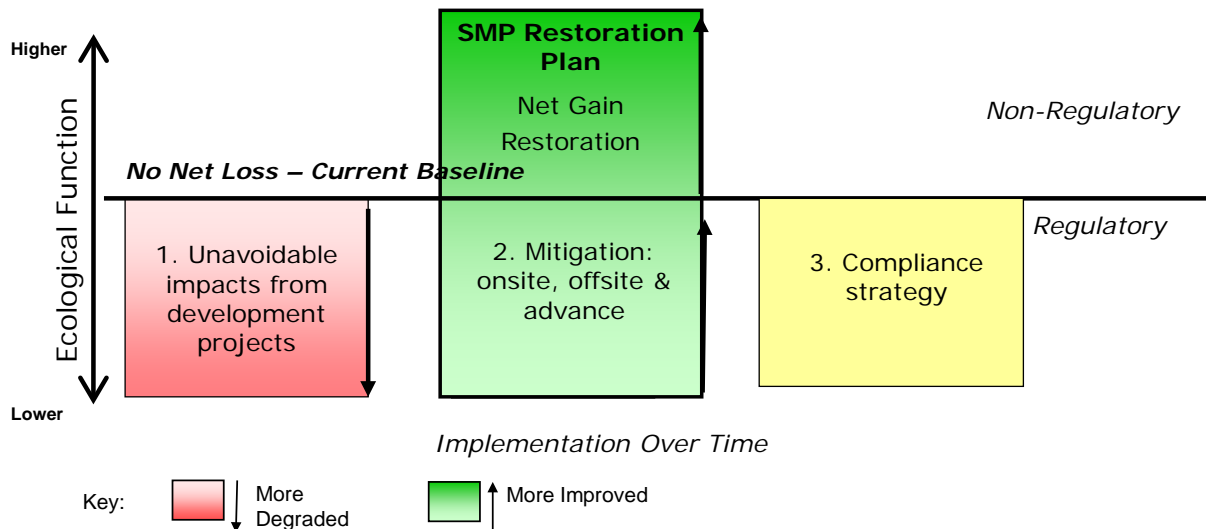 Higher
Ecological Function
Lower
SMP Restoration
Plan
Net Gain
Restoration
Non-Regulatory
No Net Loss – Current Baseline
Regulatory
1. Unavoidable
impacts from
development
projects
2. Mitigation:
onsite, offsite &
advance
3. Compliance
strategy
Implementation Over Time
Key:
More
Degraded
More Improved